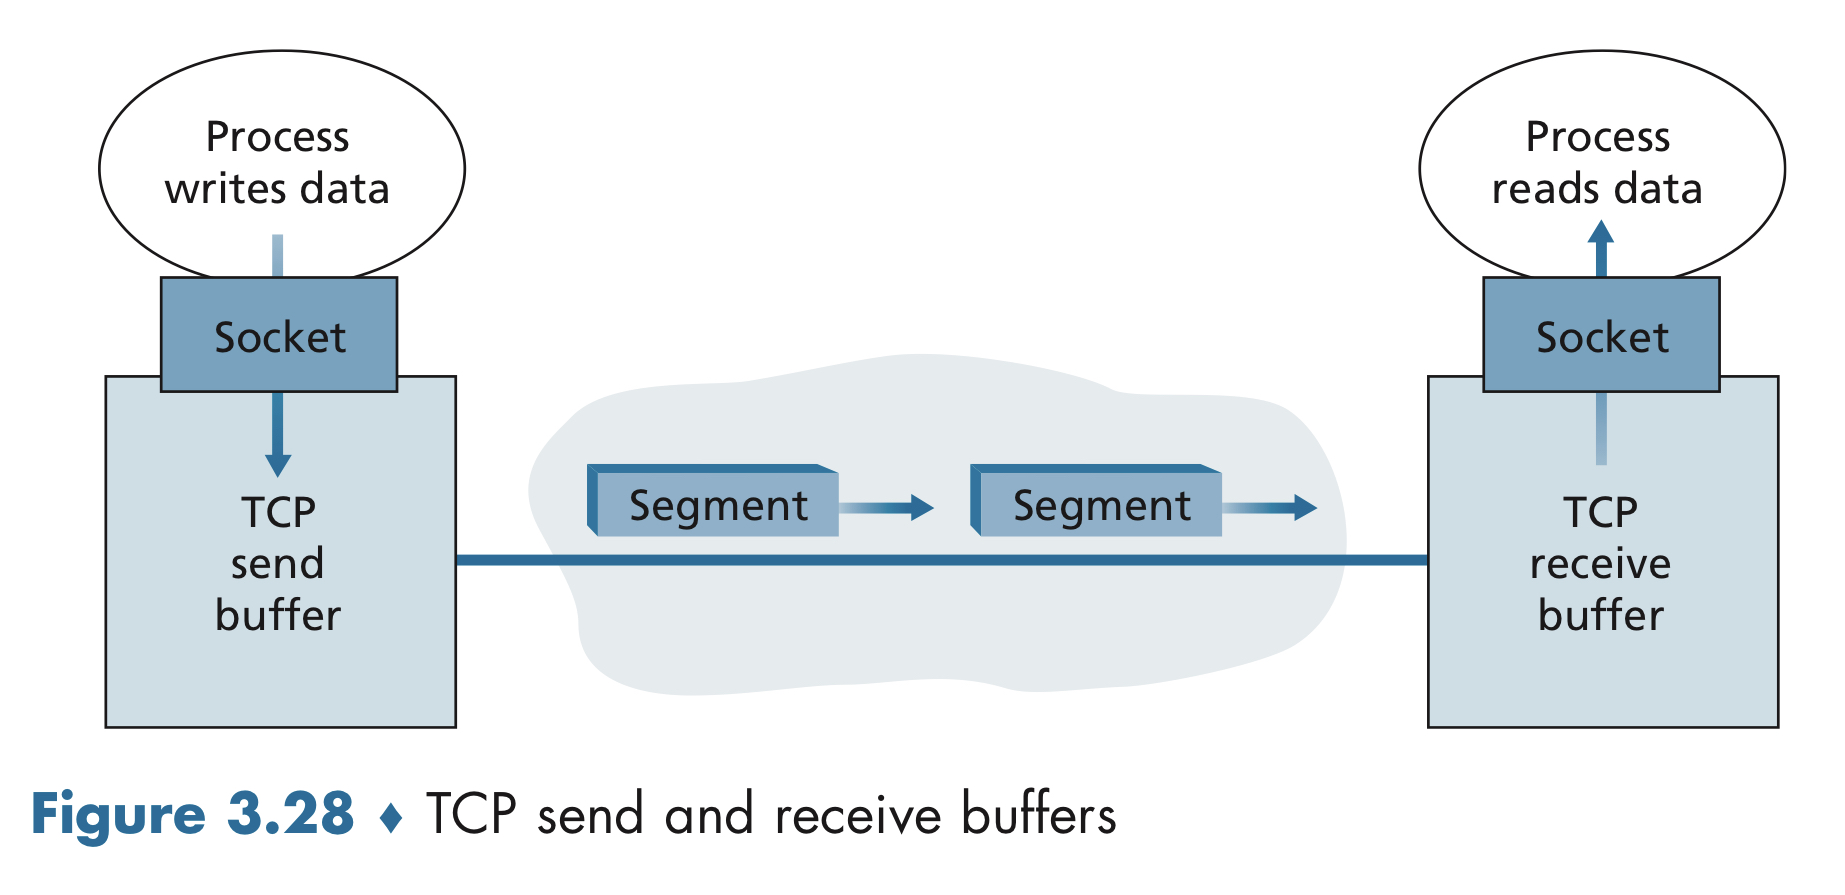 Process
writes data
Socket
TCP
send
buffer
Segment
Segment
Process
reads data
Socket
TCP
receive
buffer
Figure 3.28 ♦ TCP send and receive buffers